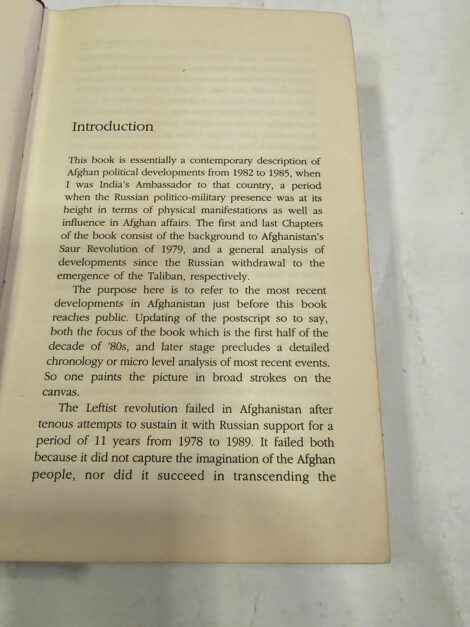 Introduction
This book is essentially a contemporary description of
Afghan political developments from 1982 to 1985, when
I was India's Ambassador to that country, a period
when the Russian politico-military presence was at its
height in terms of physical manifestations as well as
influence in Afghan affairs. The first and last Chapters
of the book consist of the background to Afghanistan's
Saur Revolution of 1979, and a general analysis of
developments since the Russian withdrawal to the
emergence of the Taliban, respectively.
The purpose here is to refer to the most recent
developments in Afghanistan just before this book
reaches public. Updating of the postscript so to say,
both the focus of the book which is the first half of the
decade of '80s, and later stage precludes a detailed
chronology or micro level analysis of most recent events.
So one paints the picture in broad strokes on the
canvas.
The Leftist revolution failed in Afghanistan after
tenous attempts to sustain it with Russian support for a
period of 11 years from 1978 to 1989. It failed both
because it did not capture the imagination of the Afghan
people, nor did it succeed in transcending the